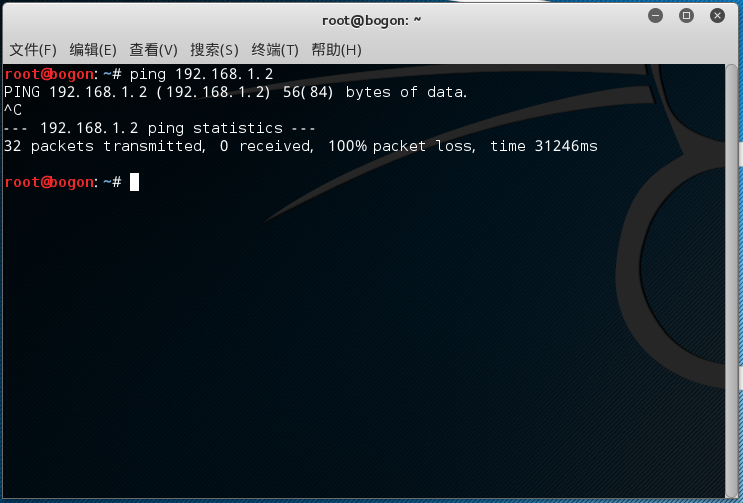 root@bogon: ~
文件(F) 编辑(E) 查看(V) 搜索(S) 终端(T) 帮助(H)
root@bogon:~# ping 192.168.1.2
PING 192.168.1.2 (192.168.1.2) 56(84) bytes of data.
^C
--- 192.168.1.2 ping statistics ---
32 packets transmitted, 0 received, 100% packet loss, time 31246ms
root@bogon:~#